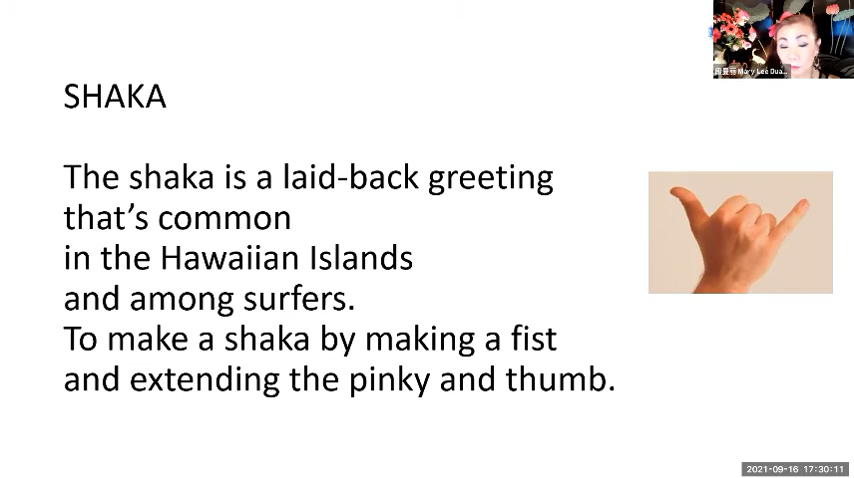 SHAKA
The shaka is a laid-back greeting
that's common
in the Hawaiian Islands
and among surfers.
To make a shaka by making a fist
and extending the pinky and thumb.
Mary Lee Dua...
2021-09-16 17:30:11